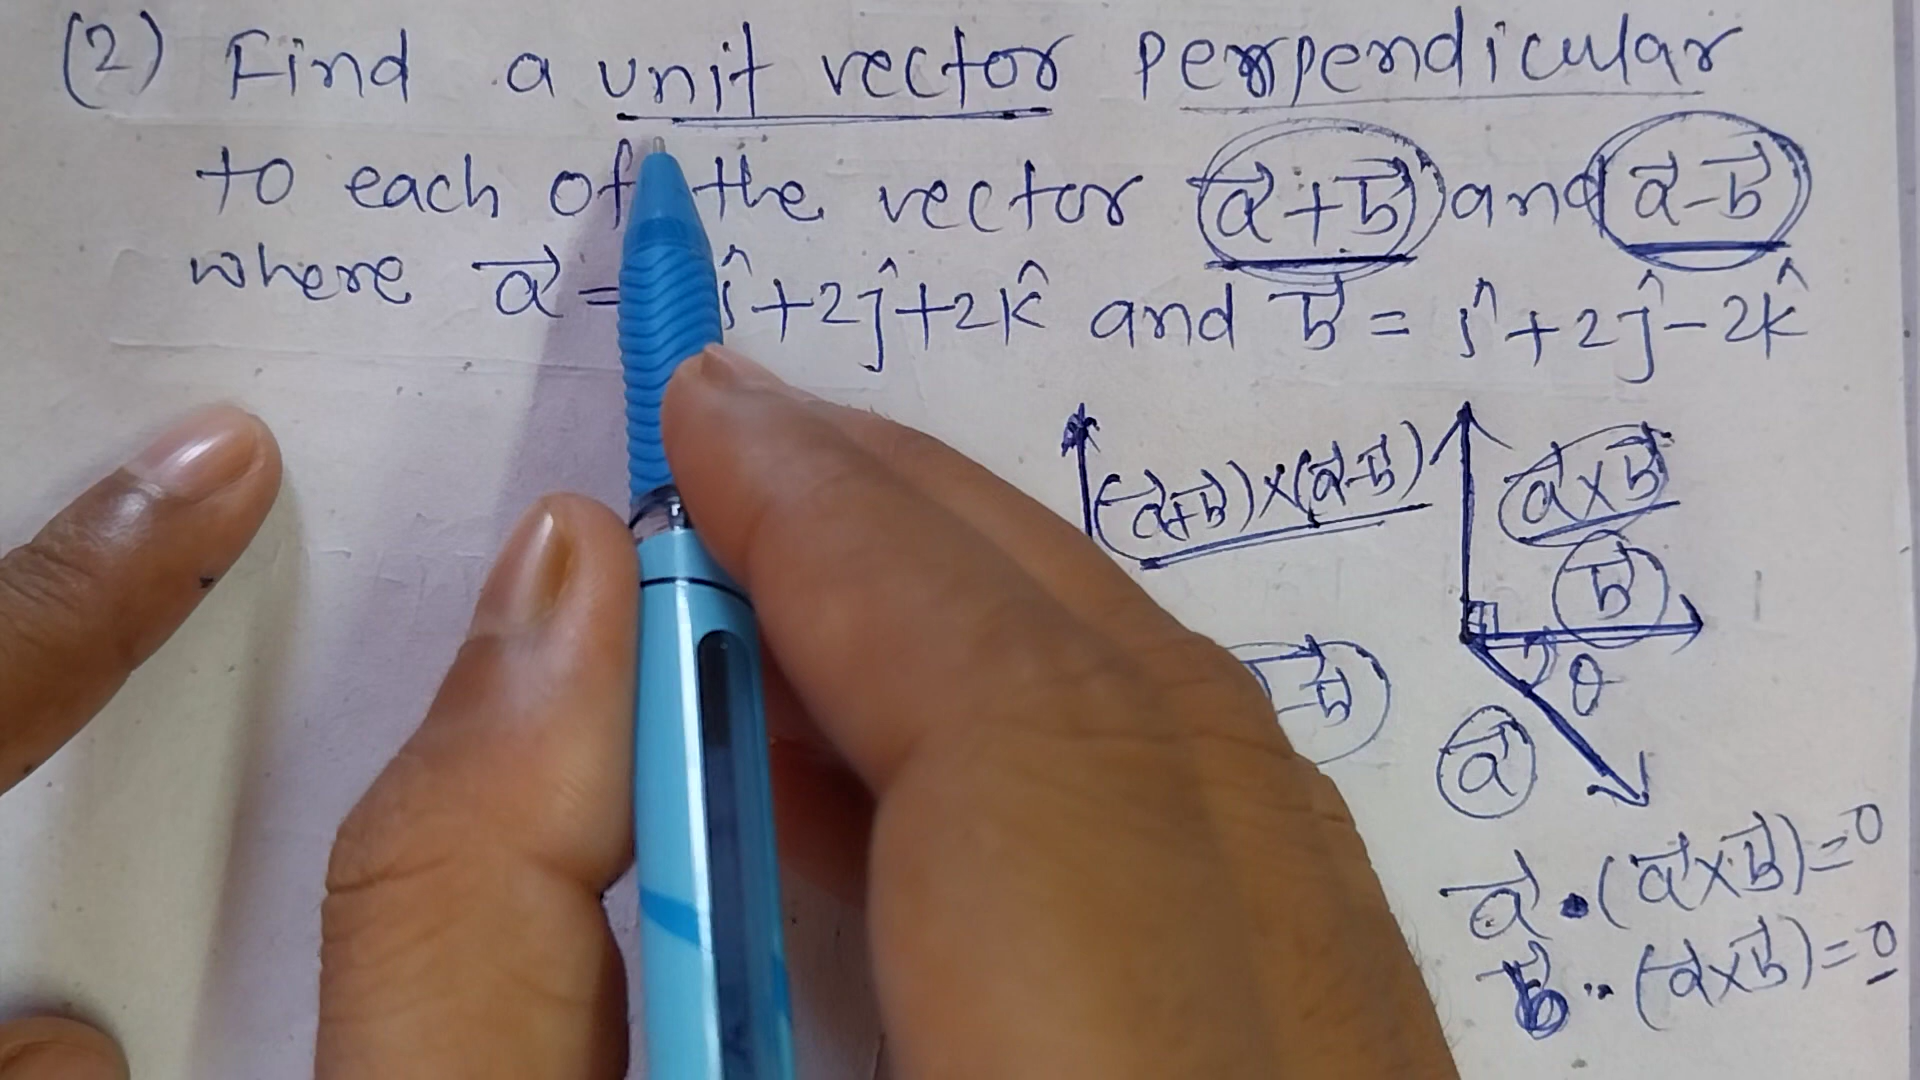 (2) Find a unit vector perpendicular
to each of the vector a⃗+b⃗ and a⃗-b⃗
where a⃗ = î+2ĵ+2k̂ and b⃗ = î+2ĵ-2k̂
(a⃗+b⃗)×(a⃗-b⃗)
a⃗×b⃗
b⃗
-b⃗
θ
a⃗
a⃗·(a⃗×b⃗)=0
b⃗·(a⃗×b⃗)=0